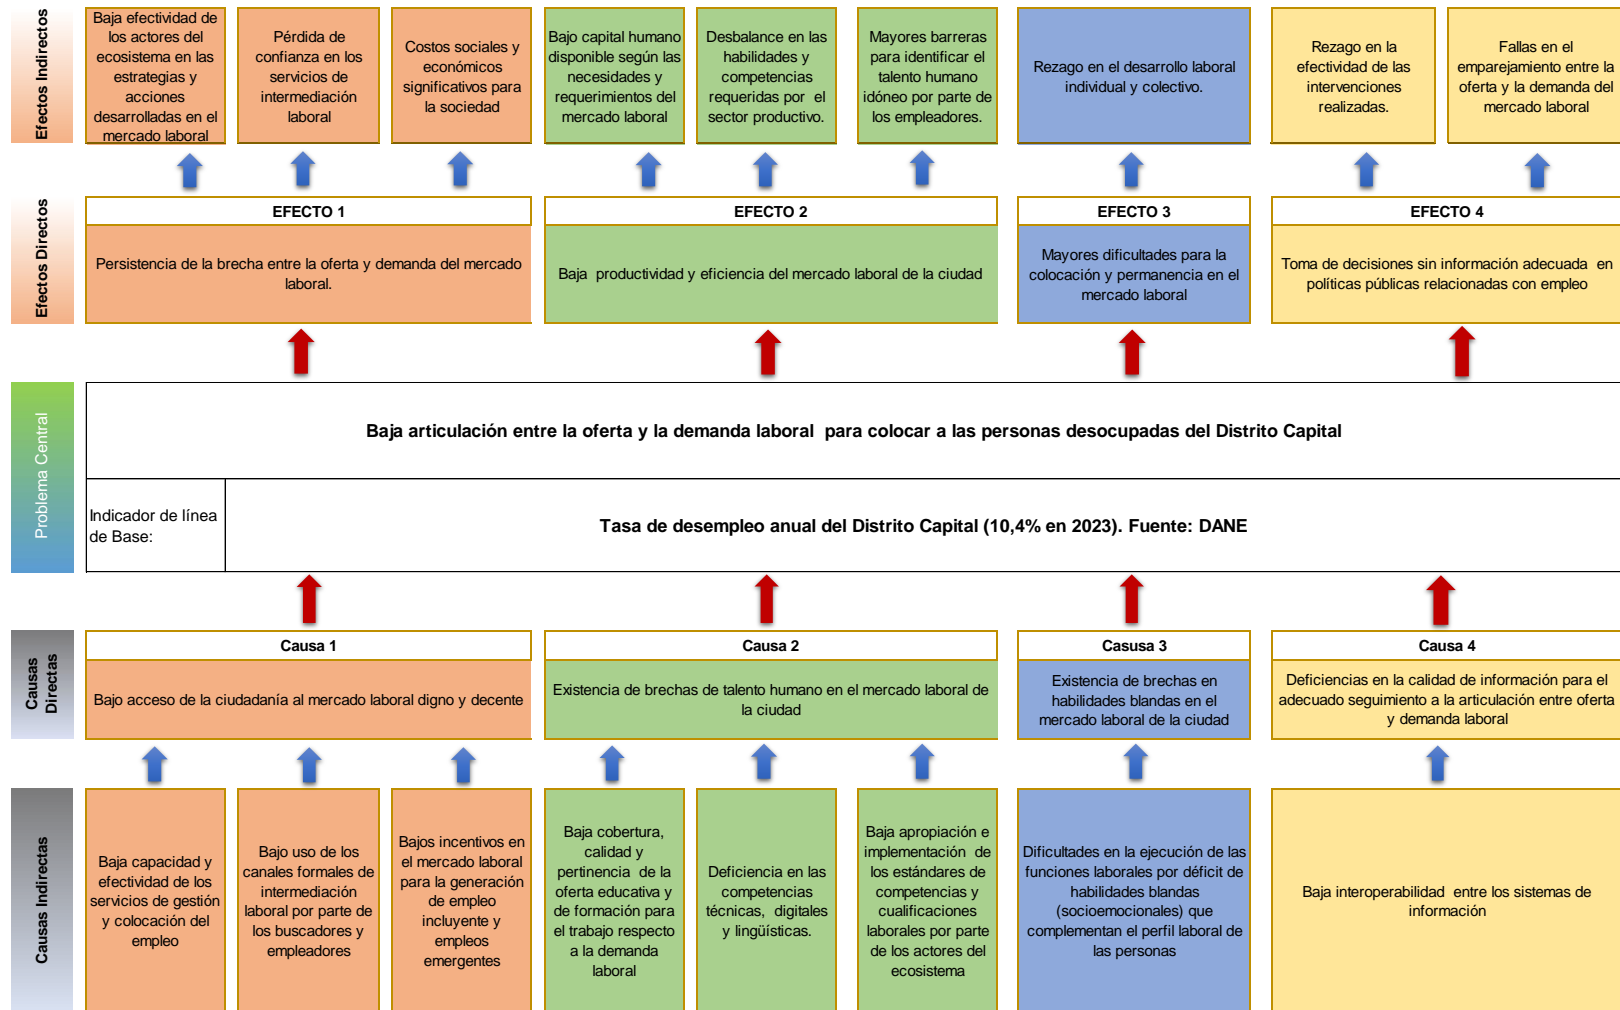 Efectos Indirectos
Baja efectividad de
los actores del
ecosistema en las
estrategias y
acciones
desarrolladas en el
mercado laboral
Pérdida de
confianza en los
servicios de
intermediación
laboral
Costos sociales y
económicos
significativos para
la sociedad
Bajo capital humano
disponible según las
necesidades y
requerimientos del
mercado laboral
Desbalance en las
habilidades y
competencias
requeridas por el
sector productivo.
Mayores barreras
para identificar el
talento humano
idóneo por parte de
los empleadores.
Rezago en el desarrollo laboral
individual y colectivo.
Rezago en la
efectividad de las
intervenciones
realizadas.
Fallas en el
emparejamiento entre la
oferta y la demanda del
mercado laboral
Efectos Directos
EFECTO 1
Persistencia de la brecha entre la oferta y demanda del mercado
laboral.
EFECTO 2
Baja productividad y eficiencia del mercado laboral de la ciudad
EFECTO 3
Mayores dificultades para la
colocación y permanencia en el
mercado laboral
EFECTO 4
Toma de decisiones sin información adecuada en
políticas públicas relacionadas con empleo
Problema Central
Baja articulación entre la oferta y la demanda laboral para colocar a las personas desocupadas del Distrito Capital
Indicador de línea
de Base:
Tasa de desempleo anual del Distrito Capital (10,4% en 2023). Fuente: DANE
Causas
Directas
Causa 1
Bajo acceso de la ciudadanía al mercado laboral digno y decente
Causa 2
Existencia de brechas de talento humano en el mercado laboral de
la ciudad
Casusa 3
Existencia de brechas en
habilidades blandas en el
mercado laboral de la ciudad
Causa 4
Deficiencias en la calidad de información para el
adecuado seguimiento a la articulación entre oferta
y demanda laboral
Causas Indirectas
Baja capacidad y
efectividad de los
servicios de gestión
y colocación del
empleo
Bajo uso de los
canales formales de
intermediación
laboral por parte de
los buscadores y
empleadores
Bajos incentivos en
el mercado laboral
para la generación
de empleo
incluyente y
empleos
emergentes
Baja cobertura,
calidad y
pertinencia de la
oferta educativa y
de formación para
el trabajo respecto
a la demanda
laboral
Deficiencia en las
competencias
técnicas, digitales
y lingüísticas.
Baja apropiación e
implementación de
los estándares de
competencias y
cualificaciones
laborales por parte
de los actores del
ecosistema
Dificultades en la ejecución de las
funciones laborales por déficit de
habilidades blandas
(socioemocionales) que
complementan el perfil laboral de
las personas
Baja interoperabilidad entre los sistemas de
información